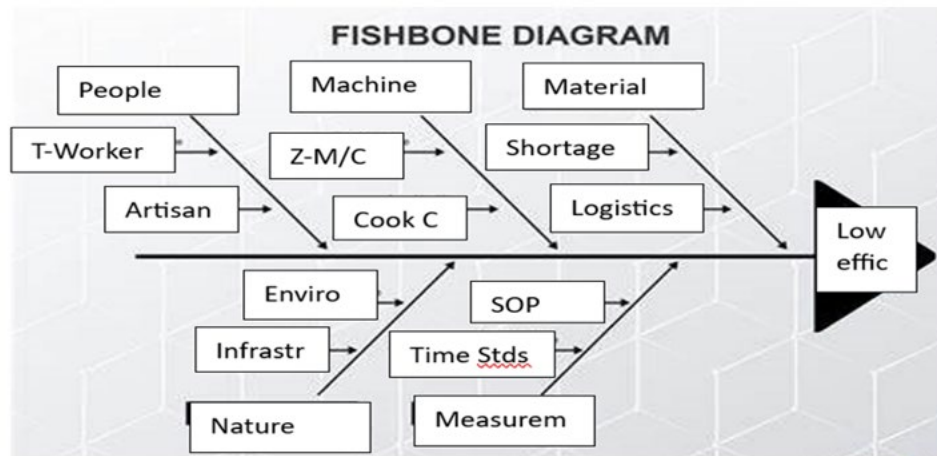 FISHBONE DIAGRAM
People
Machine
Material
T-Worker
Z-M/C
Shortage
Artisan
Cook C
Logistics
Low
effic
Enviro
SOP
Infrastr
Time Stds
Nature
Measurem